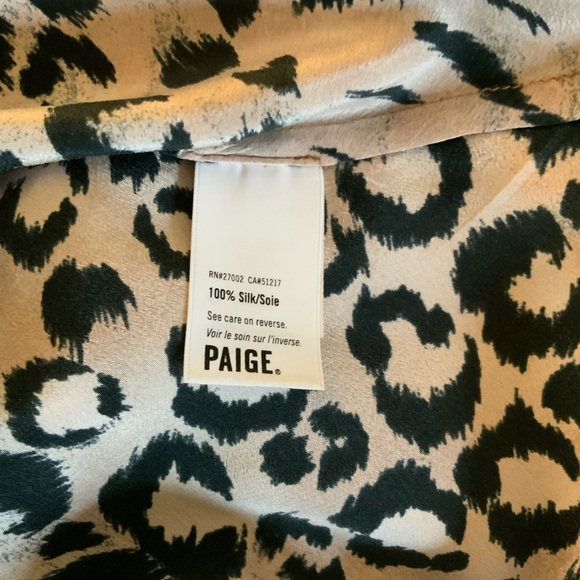 RN#27002 CA#51217
100% Silk/Soie
See care on reverse.
Voir le soin sur l'inverse.
PAIGE®